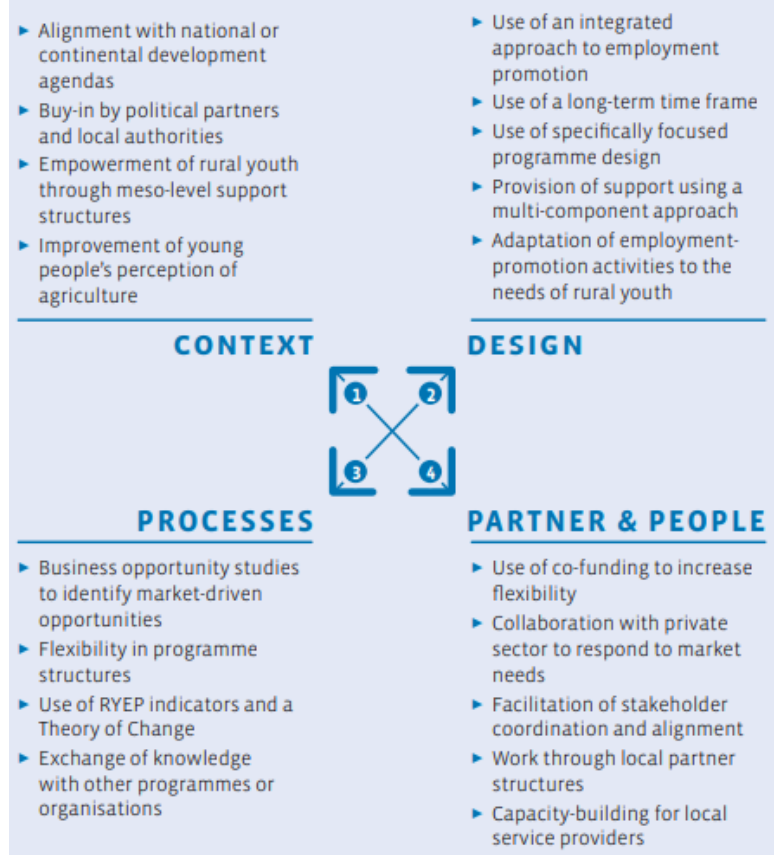 ► Alignment with national or
continental development
agendas
► Buy-in by political partners
and local authorities
► Empowerment of rural youth
through meso-level support
structures
► Improvement of young
people's perception of
agriculture
CONTEXT
► Use of an integrated
approach to employment
promotion
► Use of a long-term time frame
► Use of specifically focused
programme design
► Provision of support using a
multi-component approach
► Adaptation of employment-
promotion activities to the
needs of rural youth
DESIGN
1
2
3
4
PROCESSES
► Business opportunity studies
to identify market-driven
opportunities
► Flexibility in programme
structures
► Use of RYEP indicators and a
Theory of Change
► Exchange of knowledge
with other programmes or
organisations
PARTNER & PEOPLE
► Use of co-funding to increase
flexibility
► Collaboration with private
sector to respond to market
needs
► Facilitation of stakeholder
coordination and alignment
► Work through local partner
structures
► Capacity-building for local
service providers